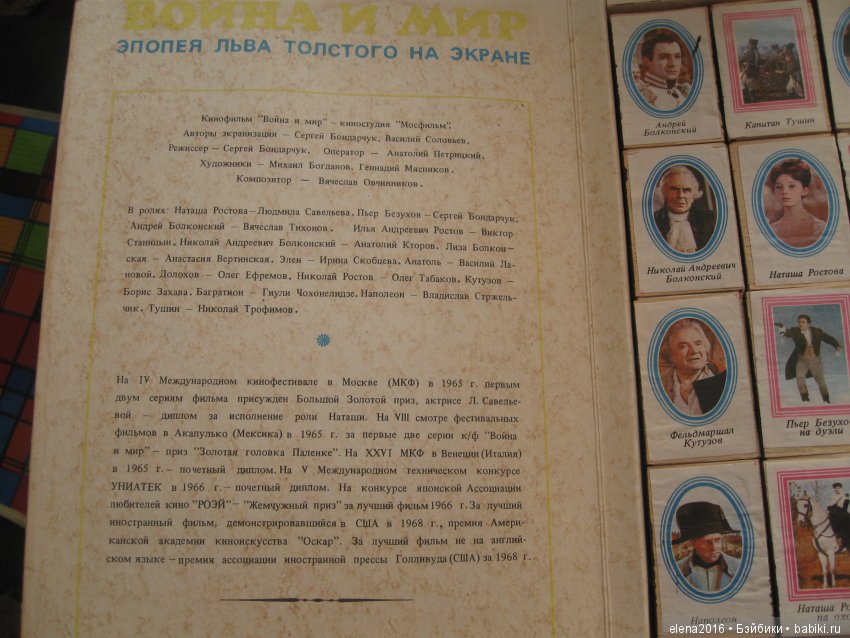 ВОЙНА И МИР
ЭПОПЕЯ ЛЬВА ТОЛСТОГО НА ЭКРАНЕ
Кинофильм "Война и мир" – киностудия "Мосфильм".
Авторы экранизации – Сергей Бондарчук, Василий Соловьев.
Режиссер – Сергей Бондарчук. Оператор – Анатолий Петрицкий.
Художники – Михаил Богданов, Геннадий Мясников.
Композитор – Вячеслав Овчинников.
В ролях: Наташа Ростова – Людмила Савельева. Пьер Безухов – Сергей Бондарчук.
Андрей Болконский – Вячеслав Тихонов. Илья Андреевич Ростов – Виктор
Станицын. Николай Андреевич Болконский – Анатолий Кторов. Лиза Болкон-
ская – Анастасия Вертинская. Элен – Ирина Скобцева. Анатоль – Василий Ла-
новой. Долохов – Олег Ефремов. Николай Ростов – Олег Табаков. Кутузов –
Борис Захава. Багратион – Гиули Чохонелидзе. Наполеон – Владислав Стржель-
чик. Тушин – Николай Трофимов.
На IV Международном кинофестивале в Москве (МКФ) в 1965 г. первым
двум сериям фильма присужден Большой Золотой приз, актрисе Л. Савелье-
вой – диплом за исполнение роли Наташи. На VIII смотре фестивальных
фильмов в Акапулько (Мексика) в 1965 г. за первые две серии к/ф "Война
и мир" – приз "Золотая головка Паленке". На XXVI МКФ в Венеции (Италия)
в 1965 г. – почетный диплом. На V Международном техническом конкурсе
УНИАТЕК в 1966 г. – почетный диплом. На конкурсе японской Ассоциации
любителей кино "РОЭЙ" – "Жемчужный приз" за лучший фильм 1966 г. За лучший
иностранный фильм, демонстрировавшийся в США в 1968 г., премия Амери-
канской академии киноискусства "Оскар". За лучший фильм не на англий-
ском языке – премия ассоциации иностранной прессы Голливуда (США) за 1968 г.
Андрей
Болконский
Капитан Тушин
Николай Андреевич
Болконский
Наташа Ростова
Фельдмаршал
Кутузов
Пьер Безухо
на дуэли
Наполеон
Наташа Ро
на ох
elena2016 • Бэйбики • babiki.ru